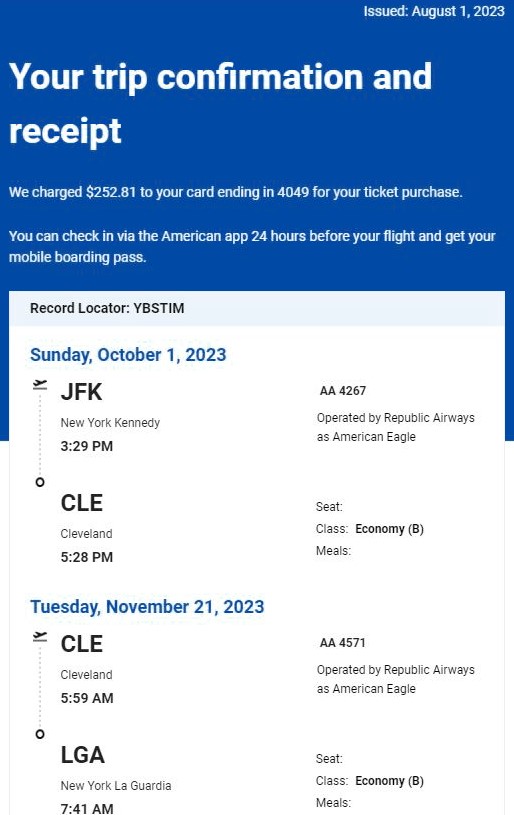 Issued: August 1, 2023
Your trip confirmation and
receipt
We charged $252.81 to your card ending in 4049 for your ticket purchase.
You can check in via the American app 24 hours before your flight and get your
mobile boarding pass.
Record Locator: YBSTIM
Sunday, October 1, 2023
JFK
AA 4267
New York Kennedy
Operated by Republic Airways
as American Eagle
3:29 PM
CLE
Seat:
Cleveland
Class: Economy (B)
5:28 PM
Meals:
Tuesday, November 21, 2023
CLE
AA 4571
Cleveland
Operated by Republic Airways
as American Eagle
5:59 AM
LGA
Seat:
New York La Guardia
Class: Economy (B)
7:41 AM
Meals: